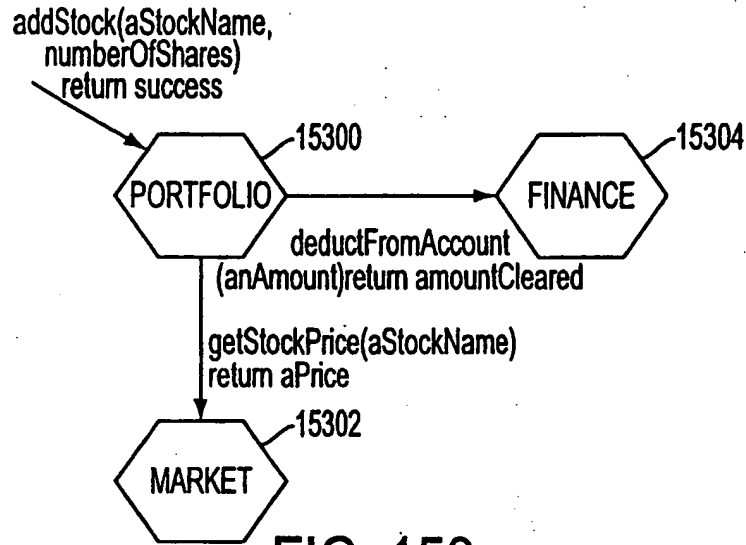 addStock(aStockName,
numberOfShares)
return success
15300
15304
PORTFOLIO
FINANCE
deductFromAccount
(anAmount)return amountCleared
getStockPrice(aStockName)
return aPrice
15302
MARKET